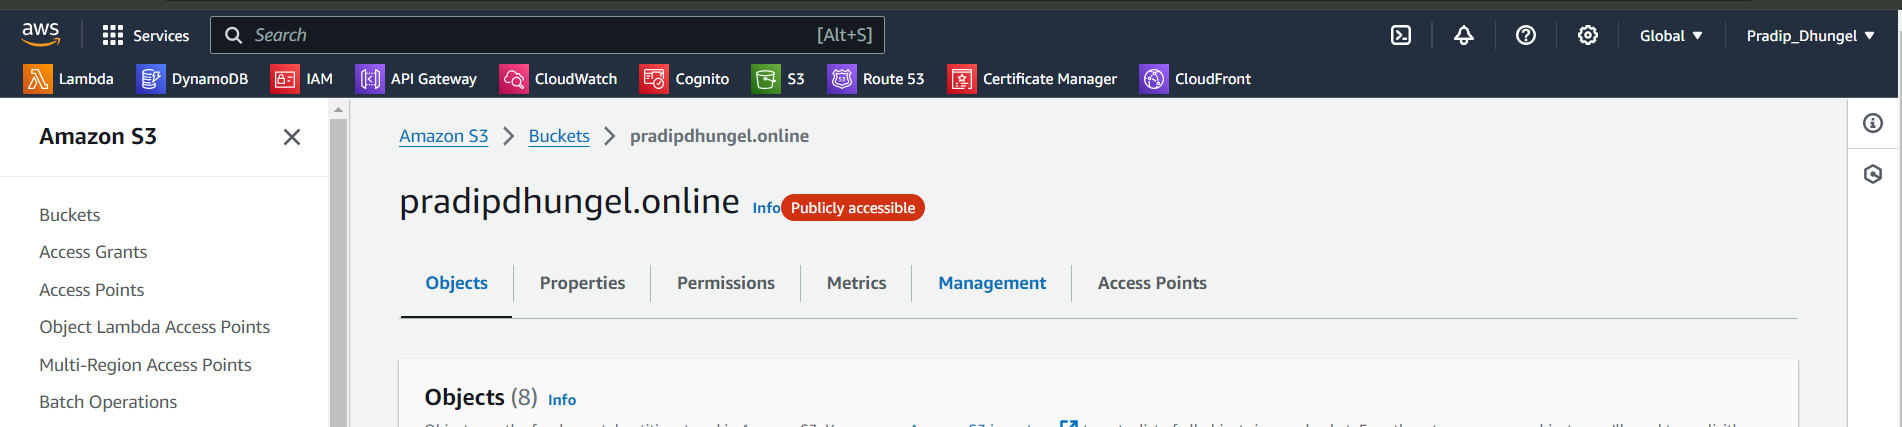 aws Services Search [Alt+S] Global Pradip_Dhungel
Lambda DynamoDB IAM API Gateway CloudWatch Cognito S3 Route 53 Certificate Manager CloudFront
Amazon S3
Buckets
Access Grants
Access Points
Object Lambda Access Points
Multi-Region Access Points
Batch Operations
Amazon S3 > Buckets > pradipdhungel.online
pradipdhungel.online Info Publicly accessible
Objects Properties Permissions Metrics Management Access Points
Objects (8) Info